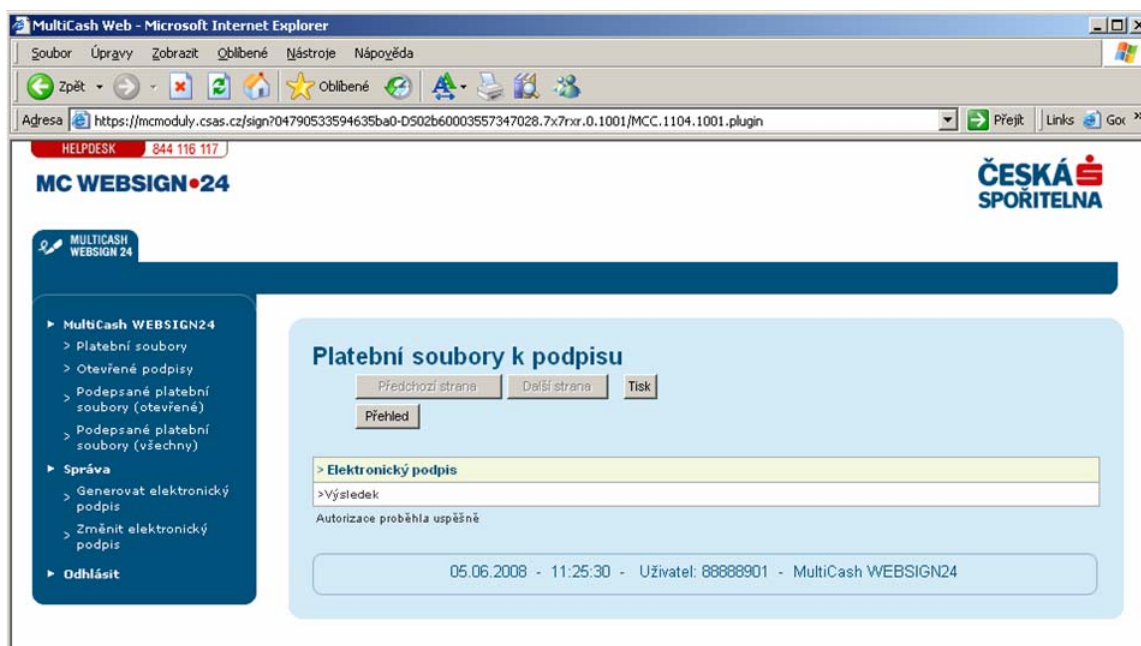 MultiCash Web - Microsoft Internet Explorer
Soubor Úpravy Zobrazit Oblíbené Nástroje Nápověda
Zpět Oblíbené
Adresa https://mcmoduly.csas.cz/sign?04790533594635ba0-D502b60003557347028.7x7rxr.0.1001/MCC.1104.1001.plugin Přejít Links Goc »
HELPDESK 844 116 117
MC WEBSIGN•24
ČESKÁ
SPOŘITELNA
MULTICASH
WEBSIGN 24
MultiCash WEBSIGN24
> Platební soubory
> Otevřené podpisy
> Podepsané platební
soubory (otevřené)
> Podepsané platební
soubory (všechny)
Správa
> Generovat elektronický
podpis
> Změnit elektronický
podpis
Odhlásit
Platební soubory k podpisu
Předchozí strana Další strana Tisk
Přehled
> Elektronický podpis
>Výsledek
Autorizace proběhla uspěšně
05.06.2008 - 11:25:30 - Uživatel: 88888901 - MultiCash WEBSIGN24